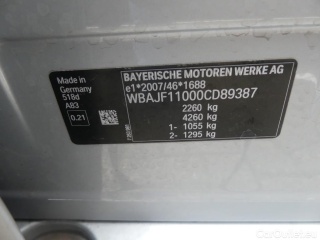 BAYERISCHE MOTOREN WERKE AG
e1*2007/46*1688
WBAJF11000CD89387
2260 kg
4260 kg
1- 1055 kg
2- 1295 kg
Made in
Germany
518d
A83
0.21